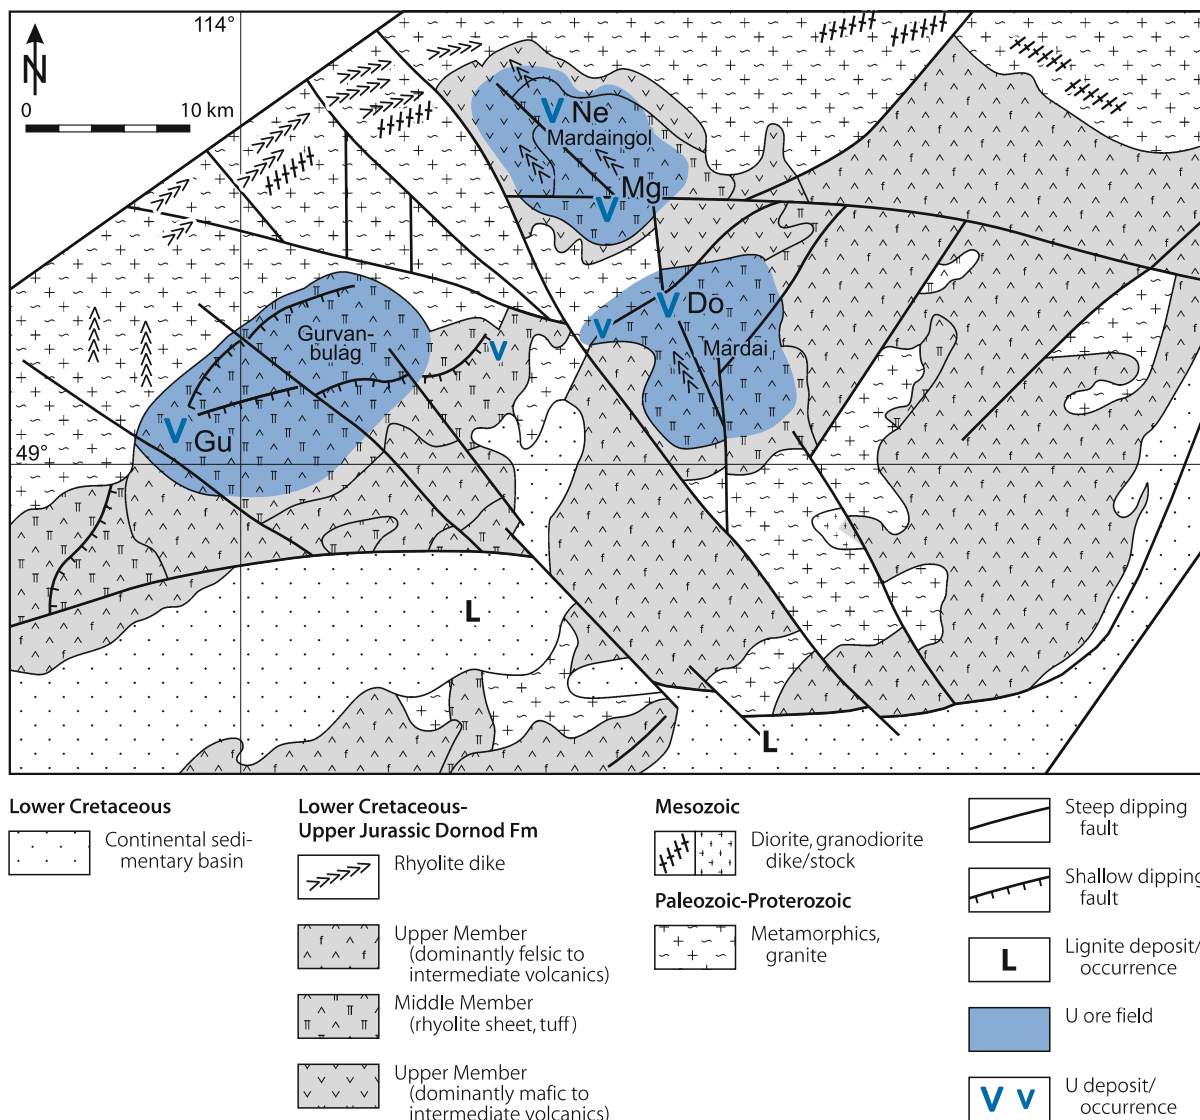 114°
N
0 10 km
Ne
Mardaingol
Mg
Do
Mardai
Gurvan-
bulag
Gu
49°
L
L
Lower Cretaceous
Continental sedi-
mentary basin
Lower Cretaceous-
Upper Jurassic Dornod Fm
Rhyolite dike
Upper Member
(dominantly felsic to
intermediate volcanics)
Middle Member
(rhyolite sheet, tuff)
Upper Member
(dominantly mafic to
intermediate volcanics)
Mesozoic
Diorite, granodiorite
dike/stock
Paleozoic-Proterozoic
Metamorphics,
granite
Steep dipping
fault
Shallow dipping
fault
L
Lignite deposit/
occurrence
U ore field
U deposit/
occurrence